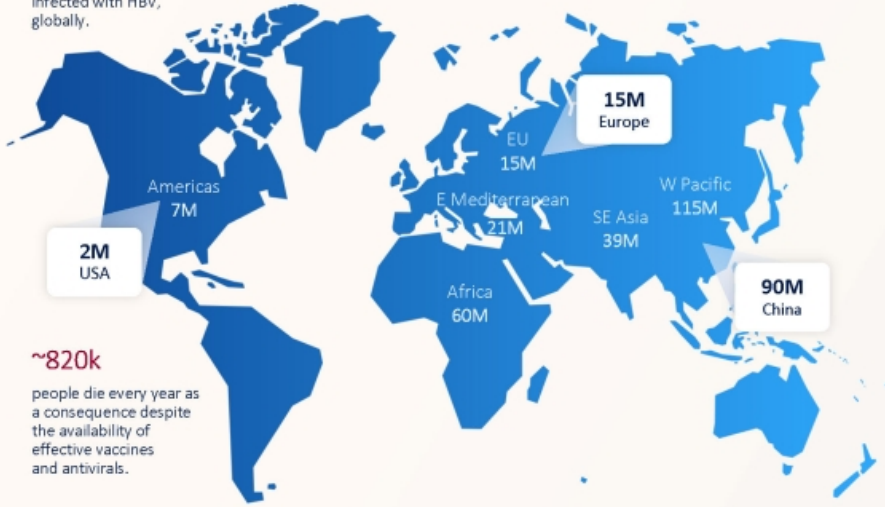 infected with HBV,
globally.
15M
Europe
EU
15M
Americas
7M
E Mediterranean
21M
W Pacific
115M
SE Asia
39M
2M
USA
90M
China
Africa
60M
~820k
people die every year as
a consequence despite
the availability of
effective vaccines
and antivirals.